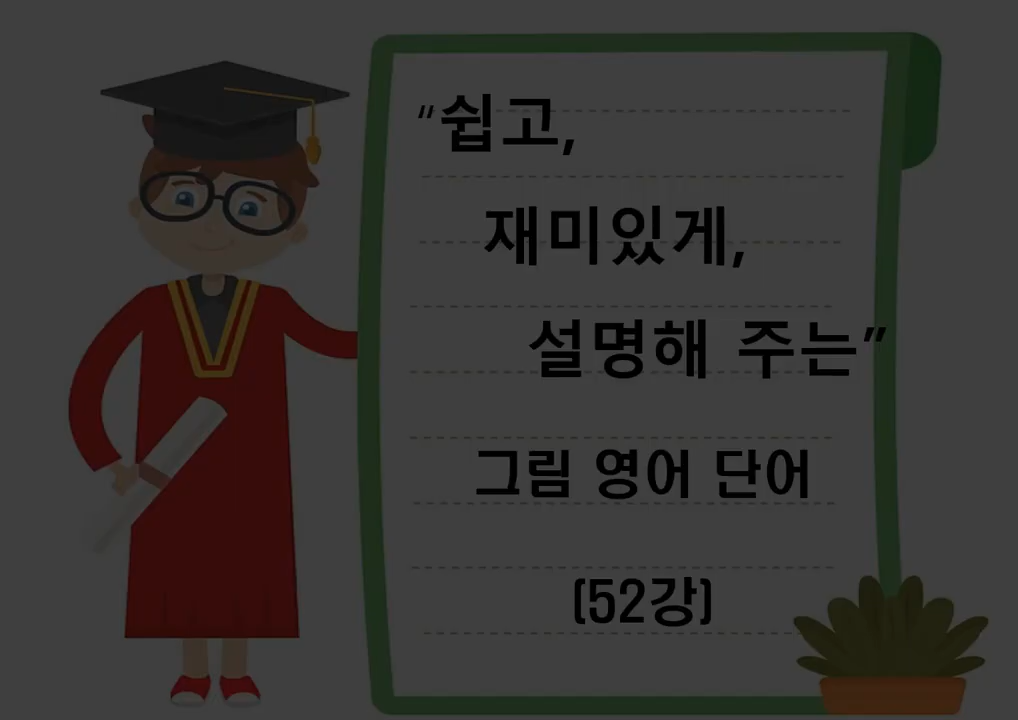 "쉽고,
재미있게,
설명해 주는"
그림 영어 단어
(52강)